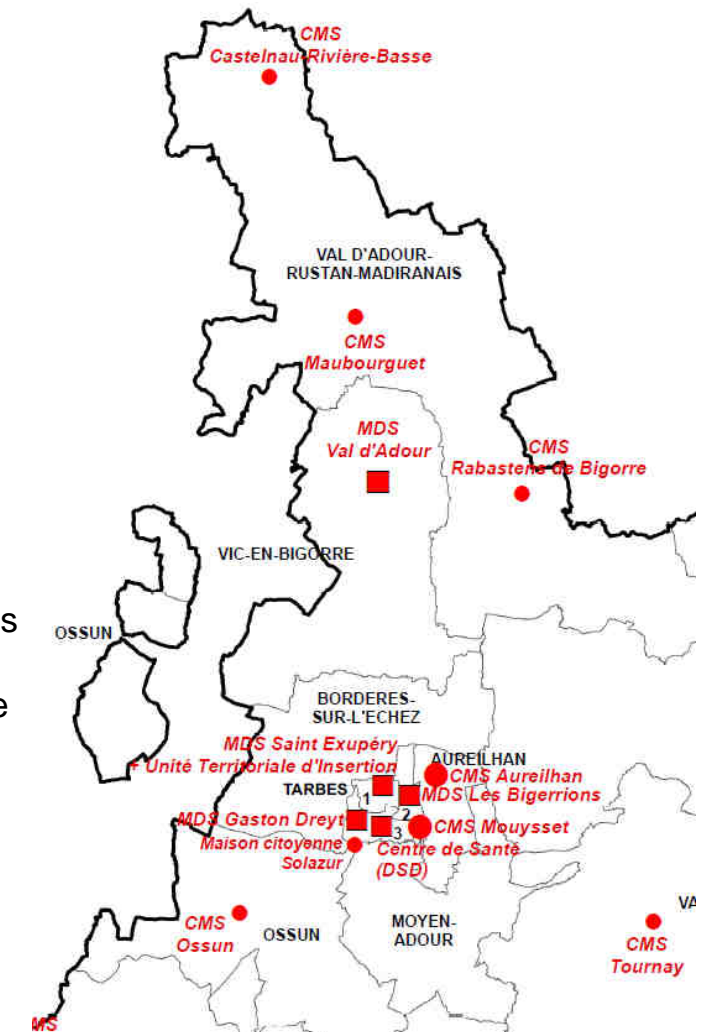 CMS
Castelnau-Rivière-Basse
VAL D'ADOUR-
RUSTAN-MADIRANAIS
CMS
Maubourguet
MDS
Val d'Adour
CMS
Rabastens de Bigorre
VIC-EN-BIGORRE
s
OSSUN
e
BORDERES-
SUR-L'ECHEZ
MDS Saint Exupéry
+ Unité Territoriale d'Insertion
AUREILHAN
CMS Aureilhan
TARBES
1
MDS Les Bigerrions
2
MDS Gaston Dreyt
3
CMS Mouysset
Maison citoyenne
Solazur
Centre de Santé
(DSD)
CMS
Ossun
OSSUN
MOYEN-
ADOUR
VA
CMS
Tournay
MS